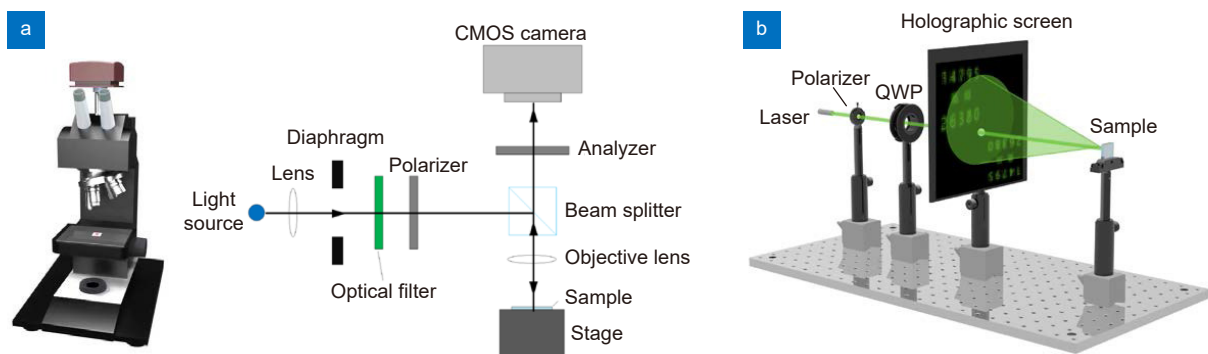 a
CMOS camera
Diaphragm
Lens
Polarizer
Analyzer
Light
source
Beam splitter
Objective lens
Optical filter
Sample
Stage
b
Holographic screen
Polarizer
QWP
Laser
Sample